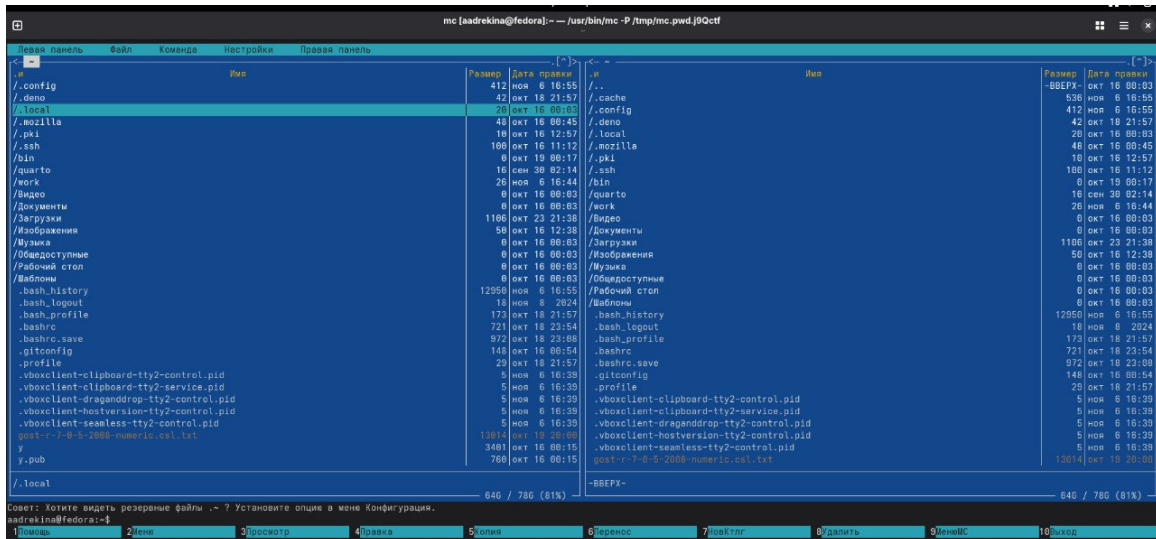 mc [aadrekina@fedora]:~ — /usr/bin/mc -P /tmp/mc.pwd.j9Qctf
Левая панель Файл Команда Настройки Правая панель
<— ~ .[^]>
.и Имя Размер Дата правки
/.config 412 ноя 6 16:55
/.deno 42 окт 18 21:57
/.local 20 окт 16 00:03
/.mozilla 48 окт 16 00:45
/.pki 10 окт 16 12:57
/.ssh 100 окт 16 11:12
/bin 0 окт 19 00:17
/quarto 16 сен 30 02:14
/work 26 ноя 6 16:44
/Видео 0 окт 16 00:03
/Документы 0 окт 16 00:03
/Загрузки 1106 окт 23 21:38
/Изображения 50 окт 16 12:38
/Музыка 0 окт 16 00:03
/Общедоступные 0 окт 16 00:03
/Рабочий стол 0 окт 16 00:03
/Шаблоны 0 окт 16 00:03
.bash_history 12950 ноя 6 16:55
.bash_logout 18 ноя 8 2024
.bash_profile 173 окт 18 21:57
.bashrc 721 окт 18 23:54
.bashrc.save 972 окт 18 23:08
.gitconfig 148 окт 16 00:54
.profile 29 окт 18 21:57
.vboxclient-clipboard-tty2-control.pid 5 ноя 6 16:39
.vboxclient-clipboard-tty2-service.pid 5 ноя 6 16:39
.vboxclient-draganddrop-tty2-control.pid 5 ноя 6 16:39
.vboxclient-hostversion-tty2-control.pid 5 ноя 6 16:39
.vboxclient-seamless-tty2-control.pid 5 ноя 6 16:39
gost-r-7-0-5-2008-numeric.csl.txt 13014 окт 19 20:00
y 3401 окт 16 00:15
y.pub 760 окт 16 00:15
/.local
64G / 78G (81%)
<— ~ .[^]>
.и Имя Размер Дата правки
/.. -ВВЕРХ- окт 16 00:03
/.cache 536 ноя 6 16:55
/.config 412 ноя 6 16:55
/.deno 42 окт 18 21:57
/.local 20 окт 16 00:03
/.mozilla 48 окт 16 00:45
/.pki 10 окт 16 12:57
/.ssh 100 окт 16 11:12
/bin 0 окт 19 00:17
/quarto 16 сен 30 02:14
/work 26 ноя 6 16:44
/Видео 0 окт 16 00:03
/Документы 0 окт 16 00:03
/Загрузки 1106 окт 23 21:38
/Изображения 50 окт 16 12:38
/Музыка 0 окт 16 00:03
/Общедоступные 0 окт 16 00:03
/Рабочий стол 0 окт 16 00:03
/Шаблоны 0 окт 16 00:03
.bash_history 12950 ноя 6 16:55
.bash_logout 18 ноя 8 2024
.bash_profile 173 окт 18 21:57
.bashrc 721 окт 18 23:54
.bashrc.save 972 окт 18 23:08
.gitconfig 148 окт 16 00:54
.profile 29 окт 18 21:57
.vboxclient-clipboard-tty2-control.pid 5 ноя 6 16:39
.vboxclient-clipboard-tty2-service.pid 5 ноя 6 16:39
.vboxclient-draganddrop-tty2-control.pid 5 ноя 6 16:39
.vboxclient-hostversion-tty2-control.pid 5 ноя 6 16:39
.vboxclient-seamless-tty2-control.pid 5 ноя 6 16:39
gost-r-7-0-5-2008-numeric.csl.txt 13014 окт 19 20:00
-ВВЕРХ-
64G / 78G (81%)
Совет: Хотите видеть резервные файлы .~ ? Установите опцию в меню Конфигурация.
aadrekina@fedora:~$
1Помощь 2Меню 3Просмотр 4Правка 5Копия 6Перенос 7НовКтлг 8Удалить 9МенюМС 10Выход